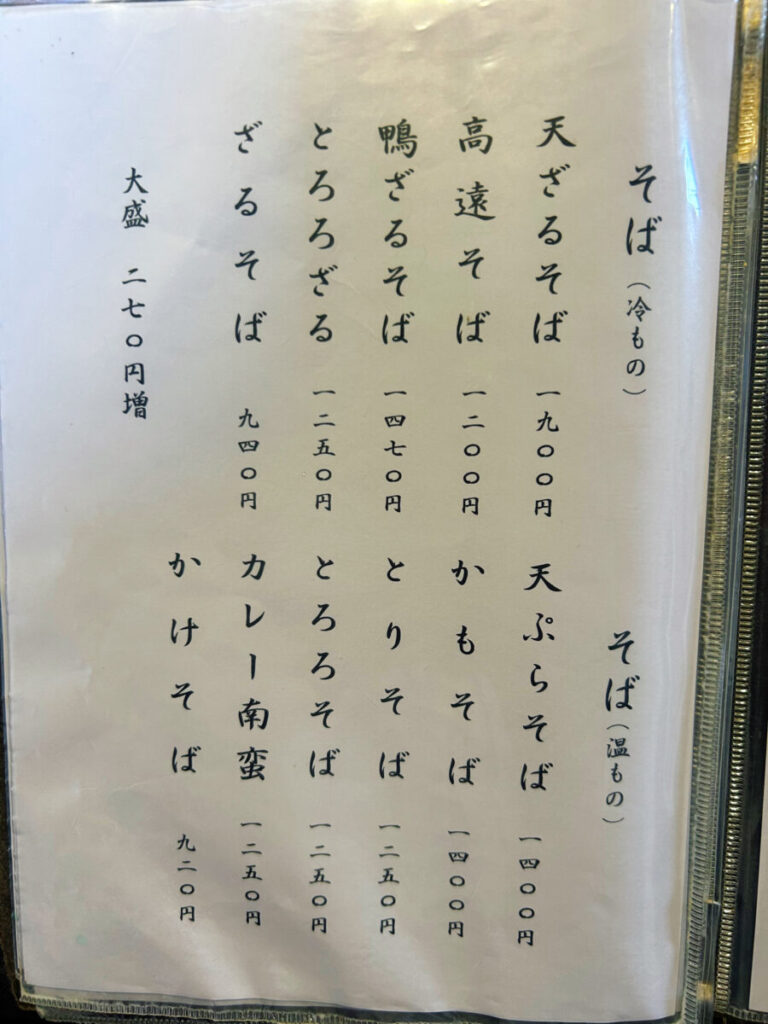 そば（冷もの）
天ざるそば 一九〇〇円
高遠そば 一二〇〇円
鴨ざるそば 一四七〇円
とろろざる 一二五〇円
ざるそば 九四〇円
大盛 二七〇円増
そば（温もの）
天ぷらそば 一四〇〇円
かもそば 一四〇〇円
とりそば 一二五〇円
とろろそば 一二五〇円
カレー南蛮 一二五〇円
かけそば 九二〇円